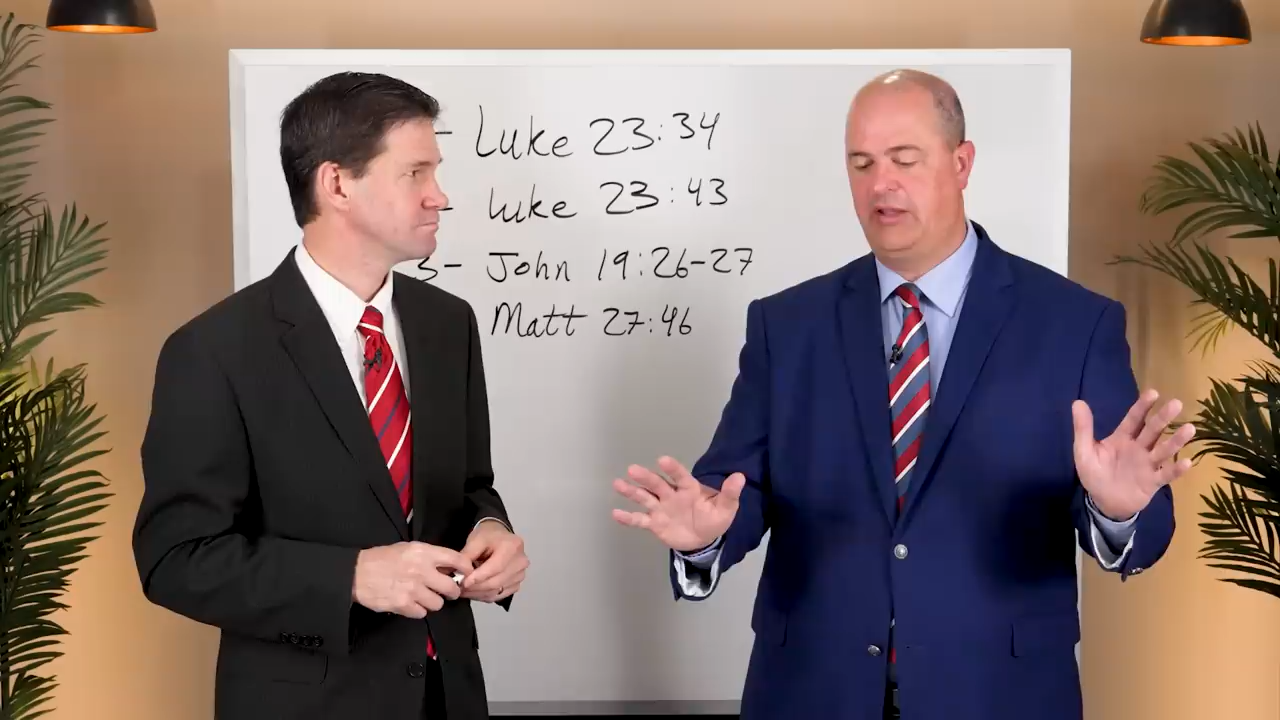 - Luke 23:34
- luke 23:43
3- John 19:26-27
Matt 27:46